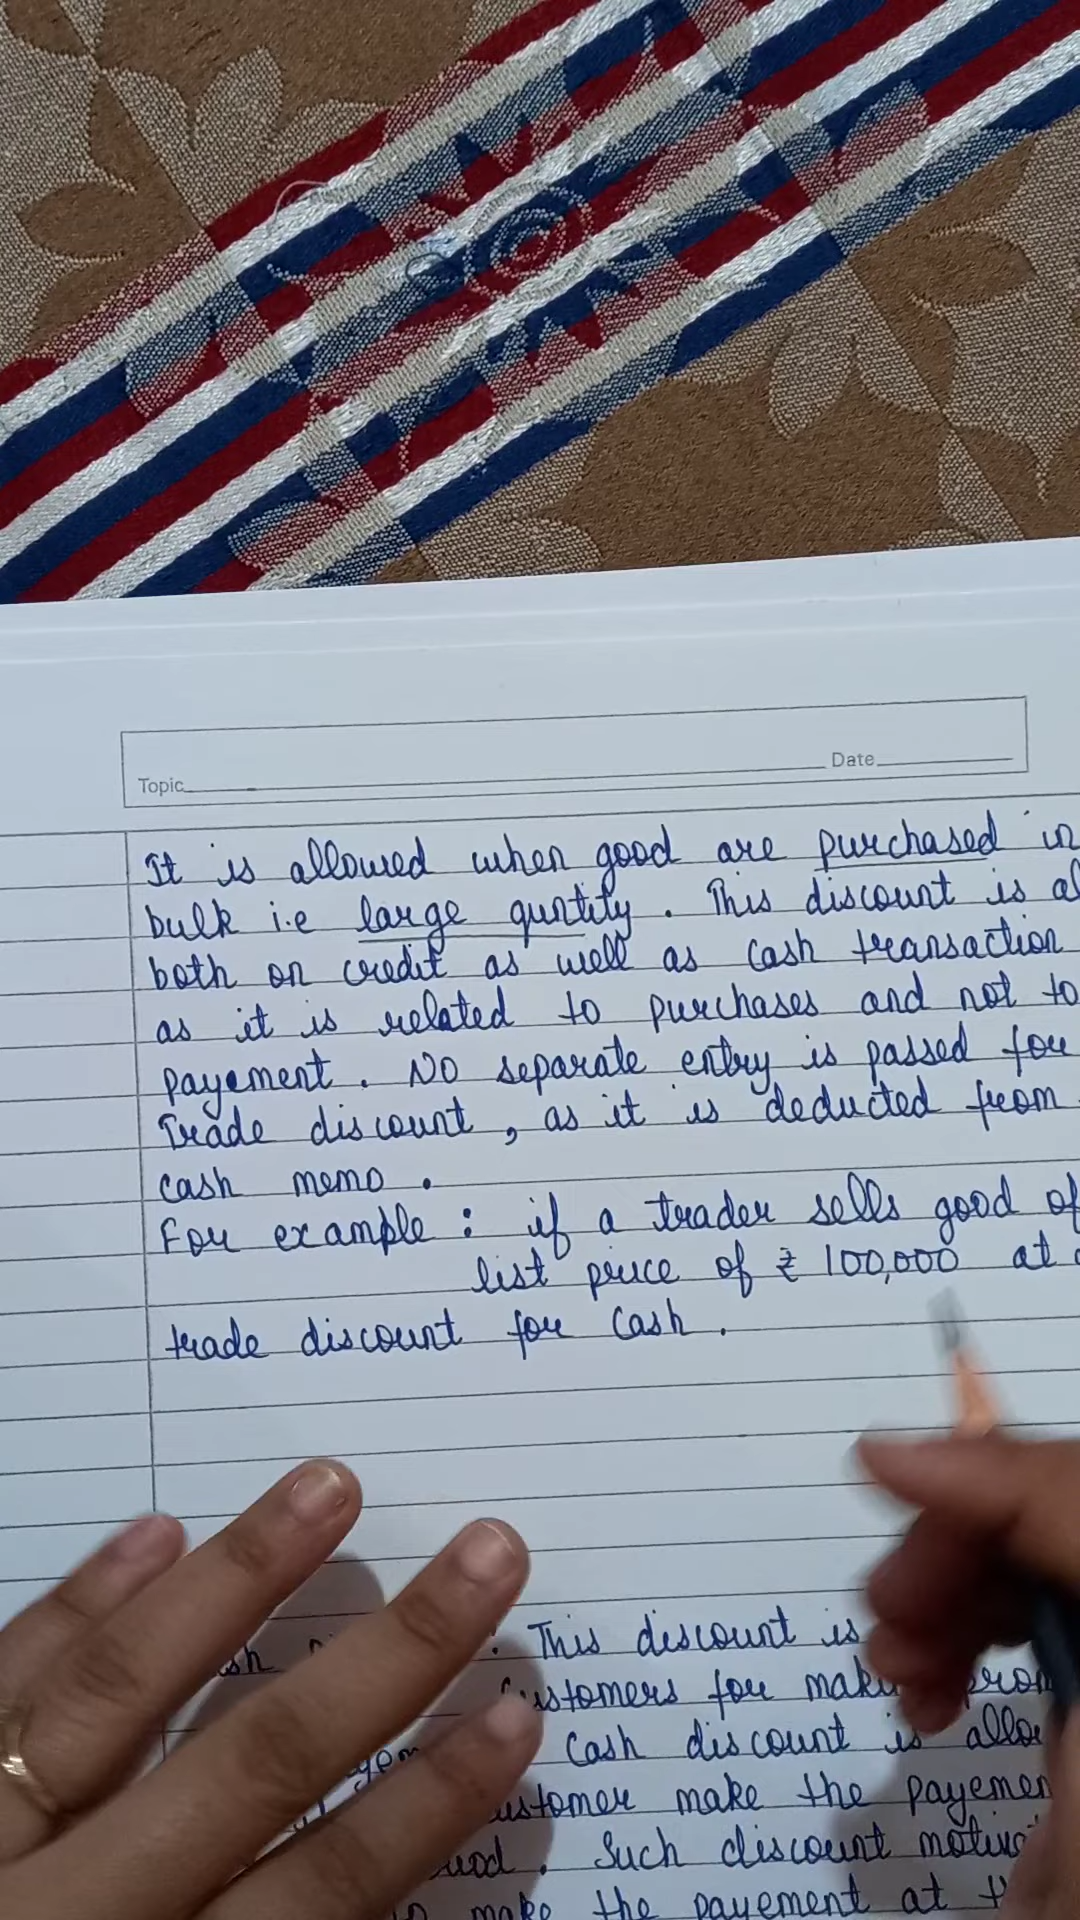 Topic Date
It is allowed when good are purchased in
bulk i.e large quntity. This discount is
both on credit as well as cash transaction
as it is related to purchases and not to
payement. No separate entry is passed for
Trade discount, as it is deducted from
cash memo.
For example : if a trader sells good of
list price of ₹ 100,000 at
trade discount for cash.
This discount is
customers for
Cash discount is
make the
Such discount
make the payement at